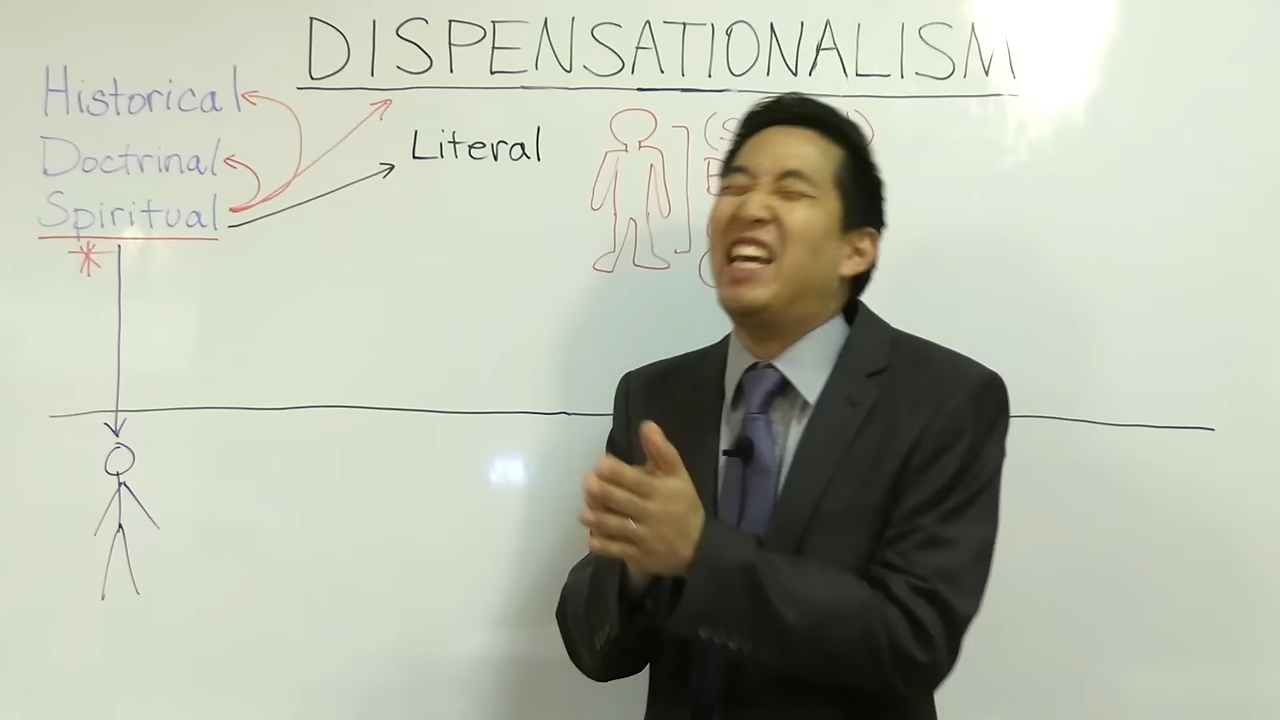 DISPENSATIONALISM
Historical
Doctrinal
Literal
Spiritual